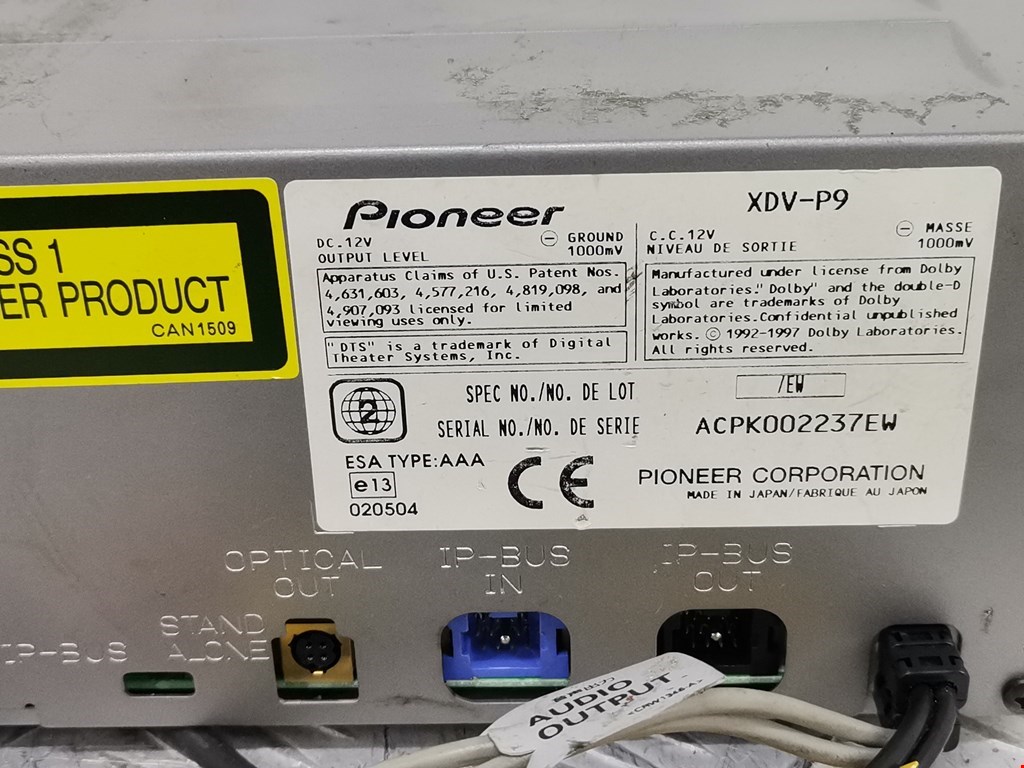 SS 1
ER PRODUCT
CAN1509
Pioneer
XDV-P9
DC.12V
⊖ GROUND
OUTPUT LEVEL
1000mV
C.C.12V
⊖ MASSE
NIVEAU DE SORTIE
1000mV
Apparatus Claims of U.S. Patent Nos.
4,631,603, 4,577,216, 4,819,098, and
4,907,093 licensed for limited
viewing uses only.
"DTS" is a trademark of Digital
Theater Systems, Inc.
Manufactured under license from Dolby
Laboratories." Dolby" and the double-D
symbol are trademarks of Dolby
Laboratories.Confidential unpublished
works. © 1992-1997 Dolby Laboratories.
All rights reserved.
2
SPEC NO./NO. DE LOT
/EW
SERIAL NO./NO. DE SERIE
ACPK002237EW
ESA TYPE:AAA
e13
020504
CE
PIONEER CORPORATION
MADE IN JAPAN/FABRIQUE AU JAPON
OPTICAL
OUT
IP-BUS
IN
IP-BUS
OUT
IP-BUS
STAND
ALONE
AUDIO
OUTPUT